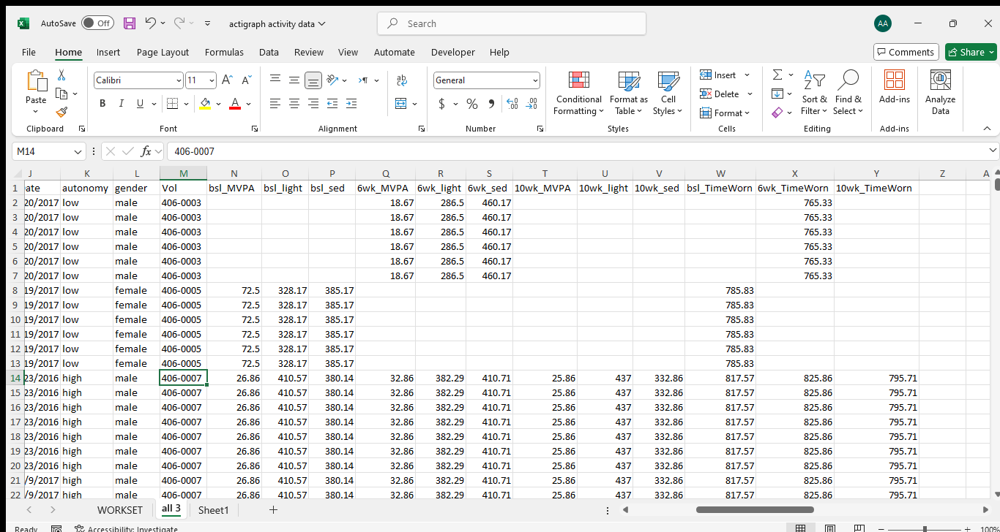 AutoSave Off actigraph activity data Search AA
File Home Insert Page Layout Formulas Data Review View Automate Developer Help Comments Share
Paste Calibri 11 B I U ab General $ % Conditional Formatting Format as Table Cell Styles Insert Delete Format Sort & Filter Find & Select Add-ins Analyze Data
Clipboard Font Alignment Number Styles Cells Editing Add-ins
M14 fx 406-0007
J K L M N O P Q R S T U V W X Y Z A
1 ate autonomy gender Vol bsl_MVPA bsl_light bsl_sed 6wk_MVPA 6wk_light 6wk_sed 10wk_MVPA 10wk_light 10wk_sed bsl_TimeWorn 6wk_TimeWorn 10wk_TimeWorn
2 20/2017 low male 406-0003 18.67 286.5 460.17 765.33
3 20/2017 low male 406-0003 18.67 286.5 460.17 765.33
4 20/2017 low male 406-0003 18.67 286.5 460.17 765.33
5 20/2017 low male 406-0003 18.67 286.5 460.17 765.33
6 20/2017 low male 406-0003 18.67 286.5 460.17 765.33
7 20/2017 low male 406-0003 18.67 286.5 460.17 765.33
8 19/2017 low female 406-0005 72.5 328.17 385.17 785.83
9 19/2017 low female 406-0005 72.5 328.17 385.17 785.83
10 19/2017 low female 406-0005 72.5 328.17 385.17 785.83
11 19/2017 low female 406-0005 72.5 328.17 385.17 785.83
12 19/2017 low female 406-0005 72.5 328.17 385.17 785.83
13 19/2017 low female 406-0005 72.5 328.17 385.17 785.83
14 23/2016 high male 406-0007 26.86 410.57 380.14 32.86 382.29 410.71 25.86 437 332.86 817.57 825.86 795.71
15 23/2016 high male 406-0007 26.86 410.57 380.14 32.86 382.29 410.71 25.86 437 332.86 817.57 825.86 795.71
16 23/2016 high male 406-0007 26.86 410.57 380.14 32.86 382.29 410.71 25.86 437 332.86 817.57 825.86 795.71
17 23/2016 high male 406-0007 26.86 410.57 380.14 32.86 382.29 410.71 25.86 437 332.86 817.57 825.86 795.71
18 23/2016 high male 406-0007 26.86 410.57 380.14 32.86 382.29 410.71 25.86 437 332.86 817.57 825.86 795.71
19 23/2016 high male 406-0007 26.86 410.57 380.14 32.86 382.29 410.71 25.86 437 332.86 817.57 825.86 795.71
20 23/2016 high male 406-0007 26.86 410.57 380.14 32.86 382.29 410.71 25.86 437 332.86 817.57 825.86 795.71
21 /9/2017 high male 406-0007 26.86 410.57 380.14 32.86 382.29 410.71 25.86 437 332.86 817.57 825.86 795.71
22 /9/2017 high male 406-0007 26.86 410.57 380.14 32.86 382.29 410.71 25.86 437 332.86 817.57 825.86 795.71
WORKSET all 3 Sheet1
Ready Accessibility: Investigate 100%